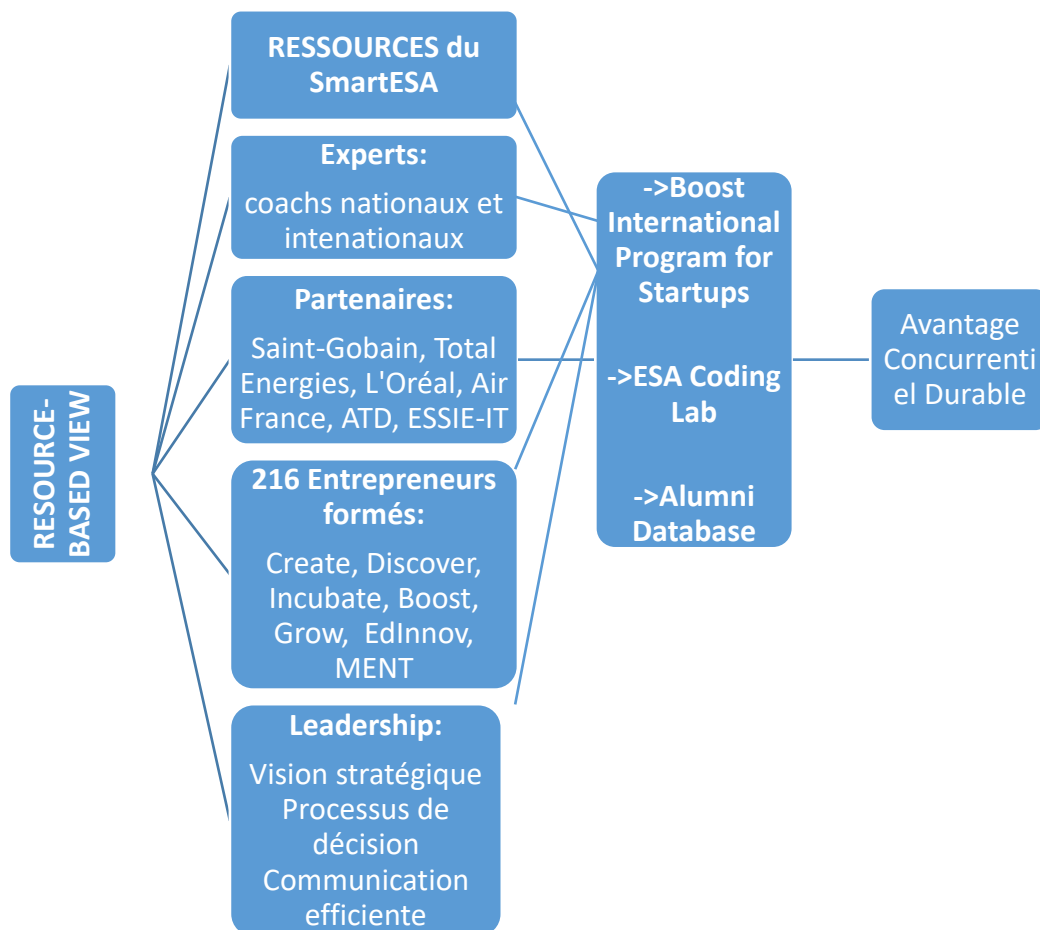 RESOURCE-
BASED VIEW
RESSOURCES du
SmartESA
Experts:
coachs nationaux et
intenationaux
Partenaires:
Saint-Gobain, Total
Energies, L'Oréal, Air
France, ATD, ESSIE-IT
216 Entrepreneurs
formés:
Create, Discover,
Incubate, Boost,
Grow,  EdInnov,
MENT
Leadership:
Vision stratégique
Processus de
décision
Communication
efficiente
->Boost
International
Program for
Startups
->ESA Coding
Lab
->Alumni
Database
Avantage
Concurrenti
el Durable